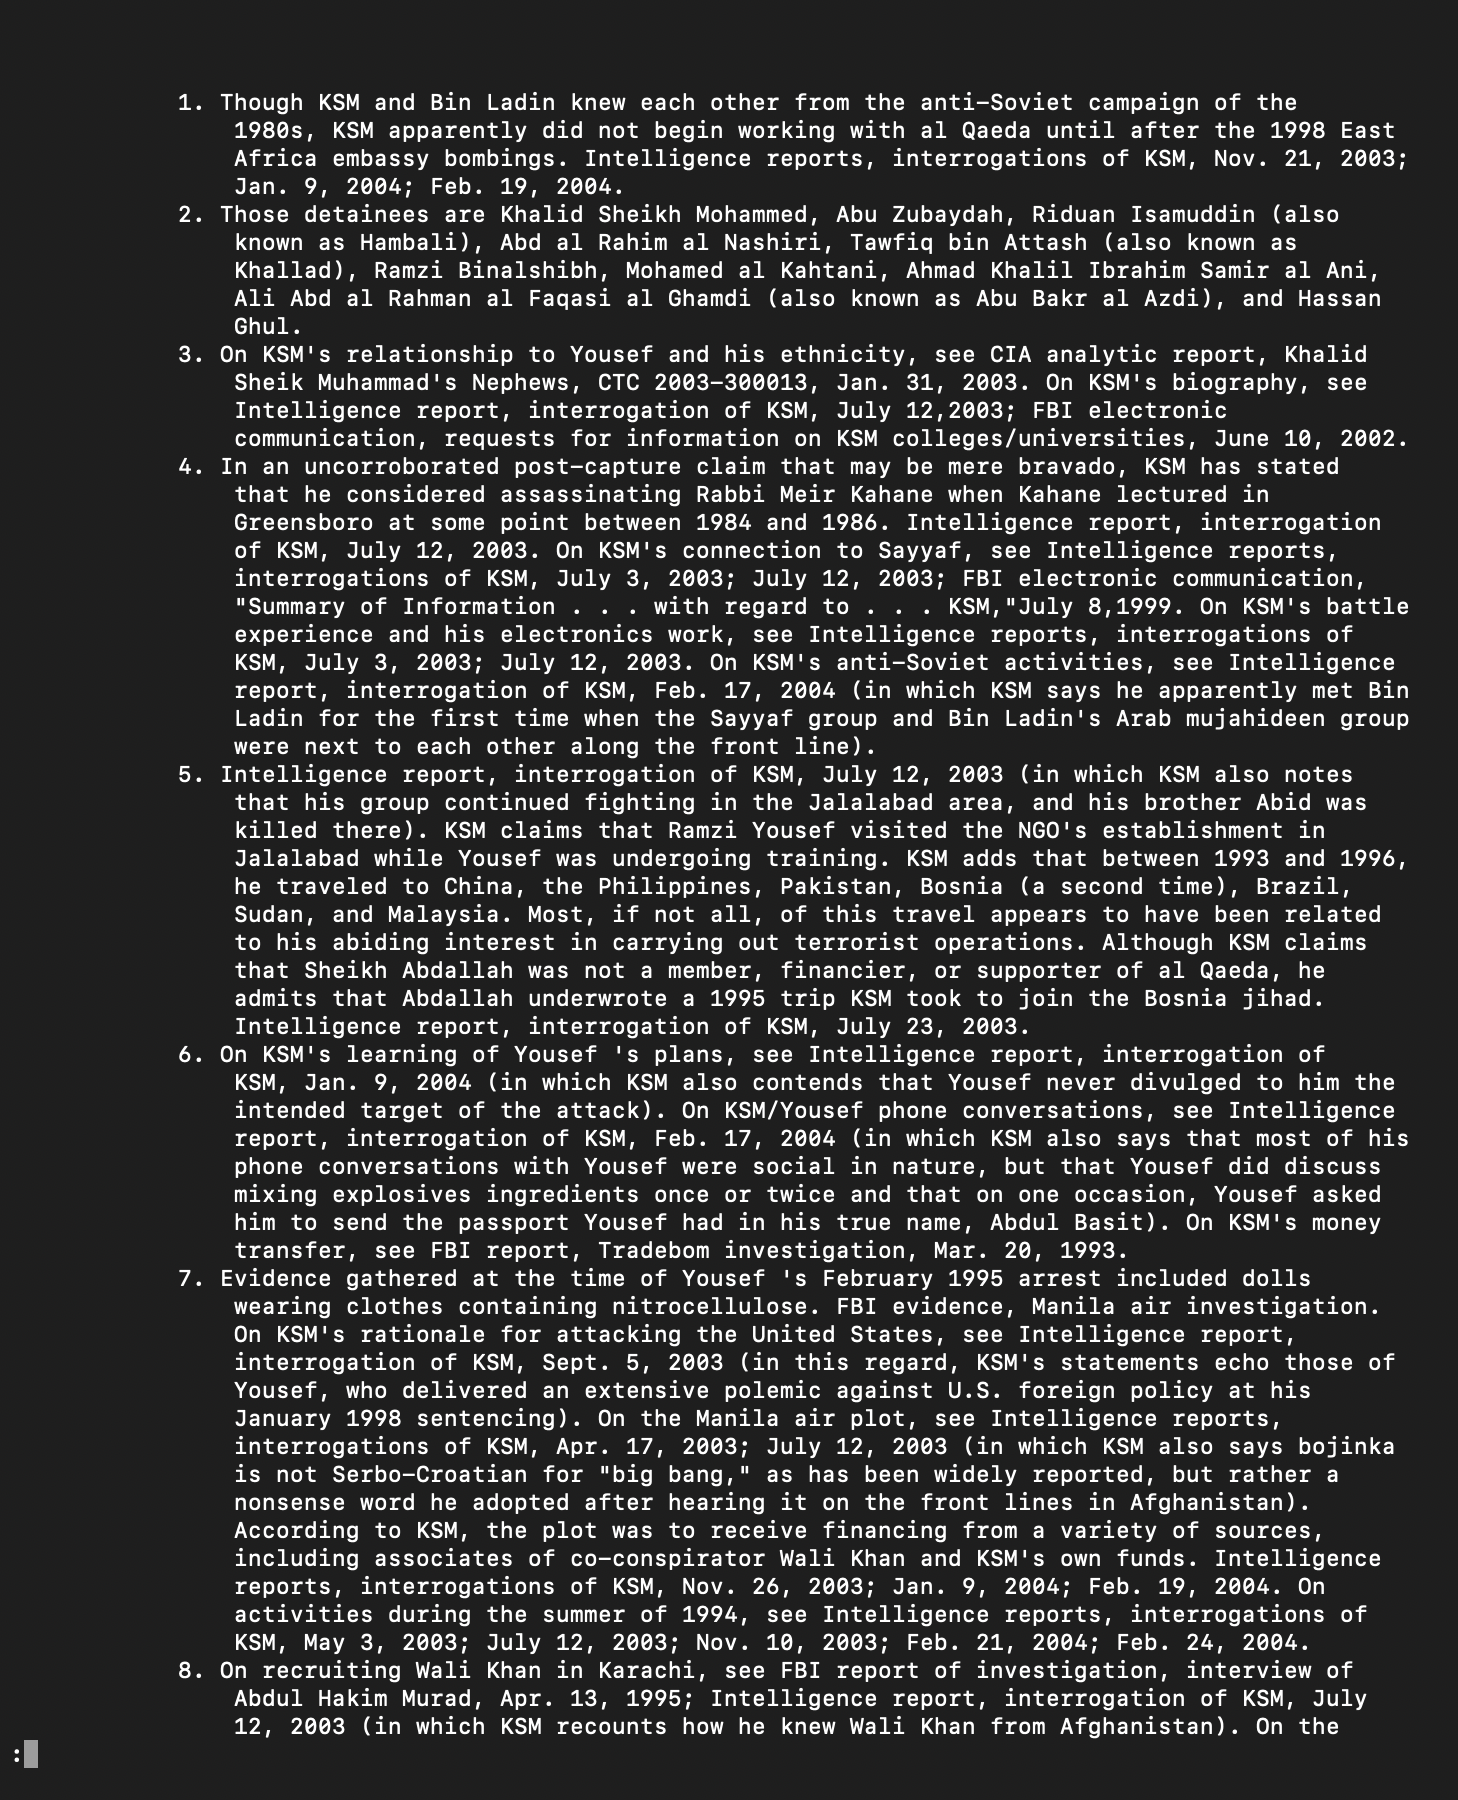 1. Though KSM and Bin Ladin knew each other from the anti-Soviet campaign of the
1980s, KSM apparently did not begin working with al Qaeda until after the 1998 East
Africa embassy bombings. Intelligence reports, interrogations of KSM, Nov. 21, 2003;
Jan. 9, 2004; Feb. 19, 2004.
2. Those detainees are Khalid Sheikh Mohammed, Abu Zubaydah, Riduan Isamuddin (also
known as Hambali), Abd al Rahim al Nashiri, Tawfiq bin Attash (also known as
Khallad), Ramzi Binalshibh, Mohamed al Kahtani, Ahmad Khalil Ibrahim Samir al Ani,
Ali Abd al Rahman al Faqasi al Ghamdi (also known as Abu Bakr al Azdi), and Hassan
Ghul.
3. On KSM's relationship to Yousef and his ethnicity, see CIA analytic report, Khalid
Sheik Muhammad's Nephews, CTC 2003-300013, Jan. 31, 2003. On KSM's biography, see
Intelligence report, interrogation of KSM, July 12,2003; FBI electronic
communication, requests for information on KSM colleges/universities, June 10, 2002.
4. In an uncorroborated post-capture claim that may be mere bravado, KSM has stated
that he considered assassinating Rabbi Meir Kahane when Kahane lectured in
Greensboro at some point between 1984 and 1986. Intelligence report, interrogation
of KSM, July 12, 2003. On KSM's connection to Sayyaf, see Intelligence reports,
interrogations of KSM, July 3, 2003; July 12, 2003; FBI electronic communication,
"Summary of Information . . . with regard to . . . KSM,"July 8,1999. On KSM's battle
experience and his electronics work, see Intelligence reports, interrogations of
KSM, July 3, 2003; July 12, 2003. On KSM's anti-Soviet activities, see Intelligence
report, interrogation of KSM, Feb. 17, 2004 (in which KSM says he apparently met Bin
Ladin for the first time when the Sayyaf group and Bin Ladin's Arab mujahideen group
were next to each other along the front line).
5. Intelligence report, interrogation of KSM, July 12, 2003 (in which KSM also notes
that his group continued fighting in the Jalalabad area, and his brother Abid was
killed there). KSM claims that Ramzi Yousef visited the NGO's establishment in
Jalalabad while Yousef was undergoing training. KSM adds that between 1993 and 1996,
he traveled to China, the Philippines, Pakistan, Bosnia (a second time), Brazil,
Sudan, and Malaysia. Most, if not all, of this travel appears to have been related
to his abiding interest in carrying out terrorist operations. Although KSM claims
that Sheikh Abdallah was not a member, financier, or supporter of al Qaeda, he
admits that Abdallah underwrote a 1995 trip KSM took to join the Bosnia jihad.
Intelligence report, interrogation of KSM, July 23, 2003.
6. On KSM's learning of Yousef 's plans, see Intelligence report, interrogation of
KSM, Jan. 9, 2004 (in which KSM also contends that Yousef never divulged to him the
intended target of the attack). On KSM/Yousef phone conversations, see Intelligence
report, interrogation of KSM, Feb. 17, 2004 (in which KSM also says that most of his
phone conversations with Yousef were social in nature, but that Yousef did discuss
mixing explosives ingredients once or twice and that on one occasion, Yousef asked
him to send the passport Yousef had in his true name, Abdul Basit). On KSM's money
transfer, see FBI report, Tradebom investigation, Mar. 20, 1993.
7. Evidence gathered at the time of Yousef 's February 1995 arrest included dolls
wearing clothes containing nitrocellulose. FBI evidence, Manila air investigation.
On KSM's rationale for attacking the United States, see Intelligence report,
interrogation of KSM, Sept. 5, 2003 (in this regard, KSM's statements echo those of
Yousef, who delivered an extensive polemic against U.S. foreign policy at his
January 1998 sentencing). On the Manila air plot, see Intelligence reports,
interrogations of KSM, Apr. 17, 2003; July 12, 2003 (in which KSM also says bojinka
is not Serbo-Croatian for "big bang," as has been widely reported, but rather a
nonsense word he adopted after hearing it on the front lines in Afghanistan).
According to KSM, the plot was to receive financing from a variety of sources,
including associates of co-conspirator Wali Khan and KSM's own funds. Intelligence
reports, interrogations of KSM, Nov. 26, 2003; Jan. 9, 2004; Feb. 19, 2004. On
activities during the summer of 1994, see Intelligence reports, interrogations of
KSM, May 3, 2003; July 12, 2003; Nov. 10, 2003; Feb. 21, 2004; Feb. 24, 2004.
8. On recruiting Wali Khan in Karachi, see FBI report of investigation, interview of
Abdul Hakim Murad, Apr. 13, 1995; Intelligence report, interrogation of KSM, July
12, 2003 (in which KSM recounts how he knew Wali Khan from Afghanistan). On the
: